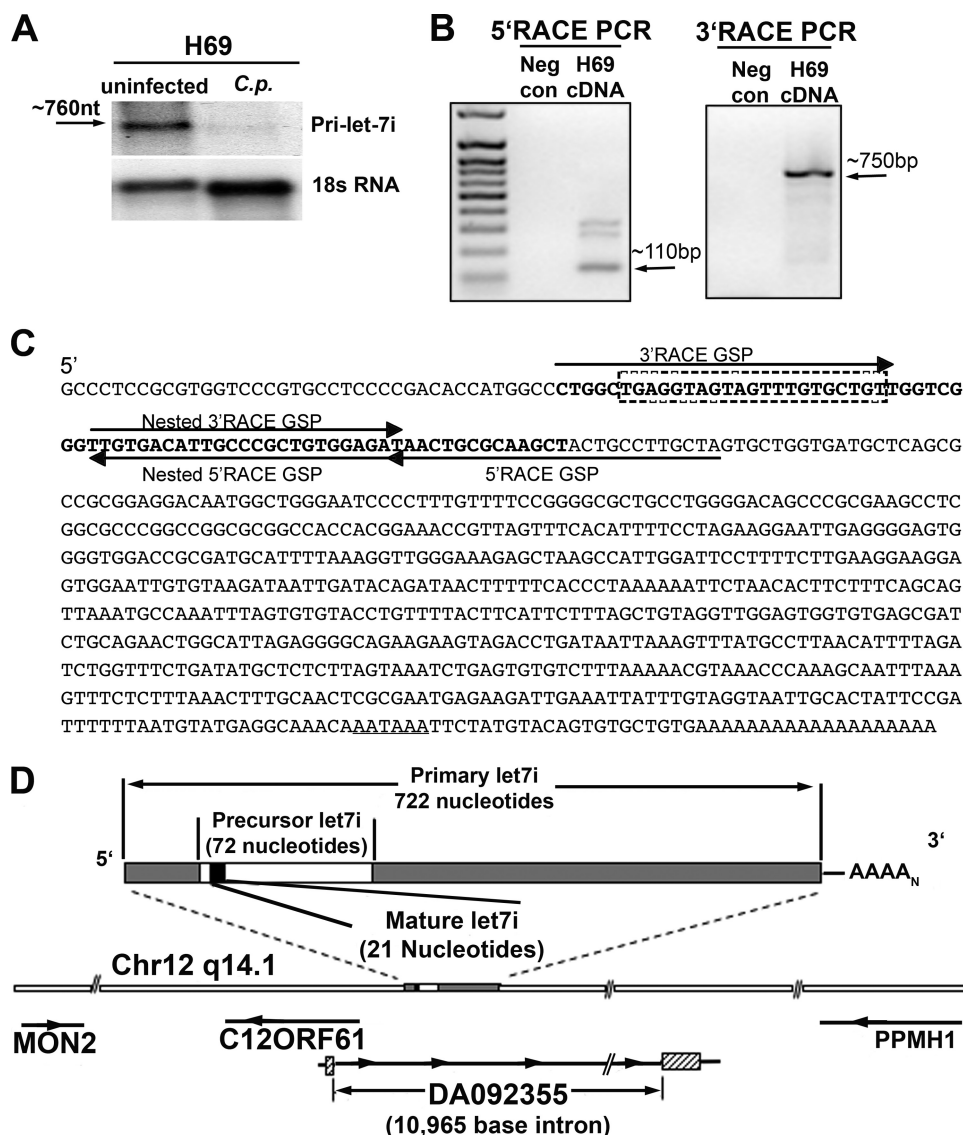 A
H69
uninfected C.p.
~760nt
Pri-let-7i
18s RNA
B
5‘RACE PCR
Neg con
H69 cDNA
~110bp
3‘RACE PCR
Neg con
H69 cDNA
~750bp
C
5’
3’RACE GSP
GCCCTCCGCGTGGTCCCGTGCCTCCCCGACACCATGGCCCTGGCTGAGGTAGTAGTTTGTGCTGTTGGTCG
Nested 3’RACE GSP
GGTTGTGACATTGCCCGCTGTGGAGATAACTGCGCAAGCTACTGCCTTGCTAGTGCTGGTGATGCTCAGCG
Nested 5’RACE GSP 5’RACE GSP
CCGCGGAGGACAATGGCTGGGAATCCCCTTTGTTTTCCGGGGCGCTGCCTGGGGACAGCCCGCGAAGCCTC
GGCGCCCGGCCGGCGCGGCCACCACGGAAACCGTTAGTTTCACATTTTCCTAGAAGGAATTGAGGGGAGTG
GGGTGGACCGCGATGCATTTTAAAGGTTGGGAAAGAGCTAAGCCATTGGATTCCTTTTCTTGAAGGAAGGA
GTGGAATTGTGTAAGATAATTGATACAGATAACTTTTTCACCCTAAAAAATTCTAACACTTCTTTCAGCAG
TTAAATGCCAAATTTAGTGTGTACCTGTTTTACTTCATTCTTTAGCTGTAGGTTGGAGTGGTGTGAGCGAT
CTGCAGAACTGGCATTAGAGGGGCAGAAGAAGTAGACCTGATAATTAAAGTTTATGCCTTAACATTTTAGA
TCTGGTTTCTGATATGCTCTCTTAGTAAATCTGAGTGTGTCTTTAAAAACGTAAACCCAAAGCAATTTAAA
GTTTCTCTTTAAACTTTGCAACTCGCGAATGAGAAGATTGAAATTATTTGTAGGTAATTGCACTATTCCGA
TTTTTTAATGTATGAGGCAAACAAATAAATTCTATGTACAGTGTGCTGTGAAAAAAAAAAAAAAAAAAA
D
Primary let7i
722 nucleotides
Precursor let7i
(72 nucleotides)
5‘
3‘
AAAAN
Mature let7i
(21 Nucleotides)
Chr12 q14.1
MON2
C12ORF61
PPMH1
DA092355
(10,965 base intron)